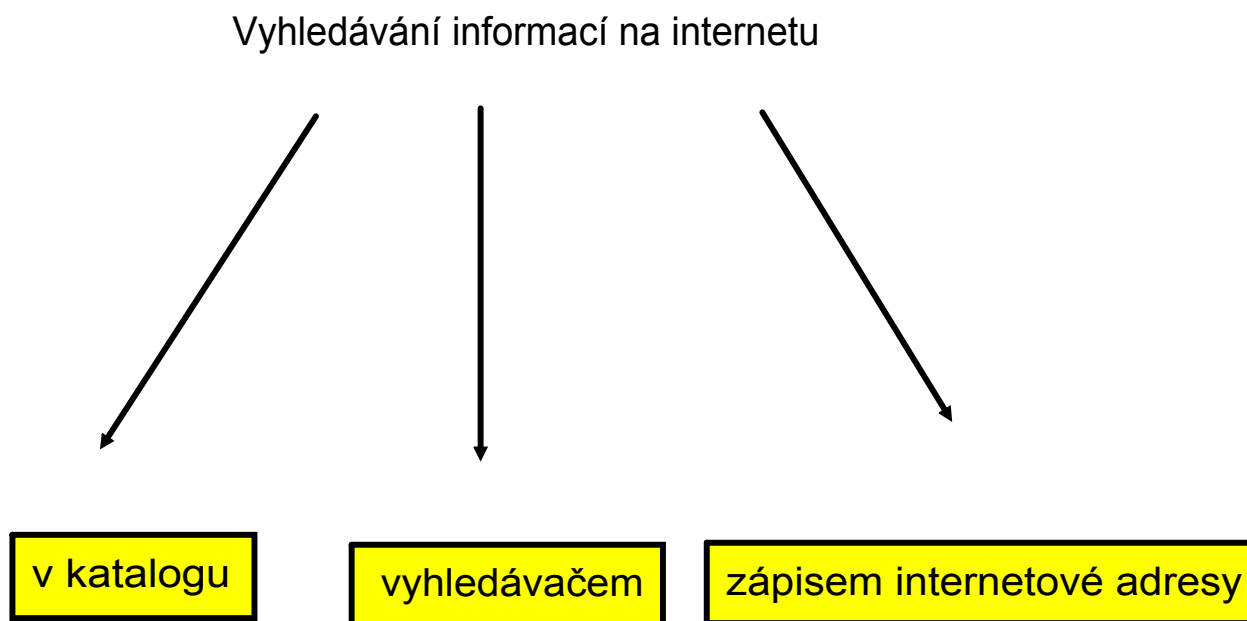 Vyhledávání informací na internetu
v katalogu
vyhledávačem
zápisem internetové adresy